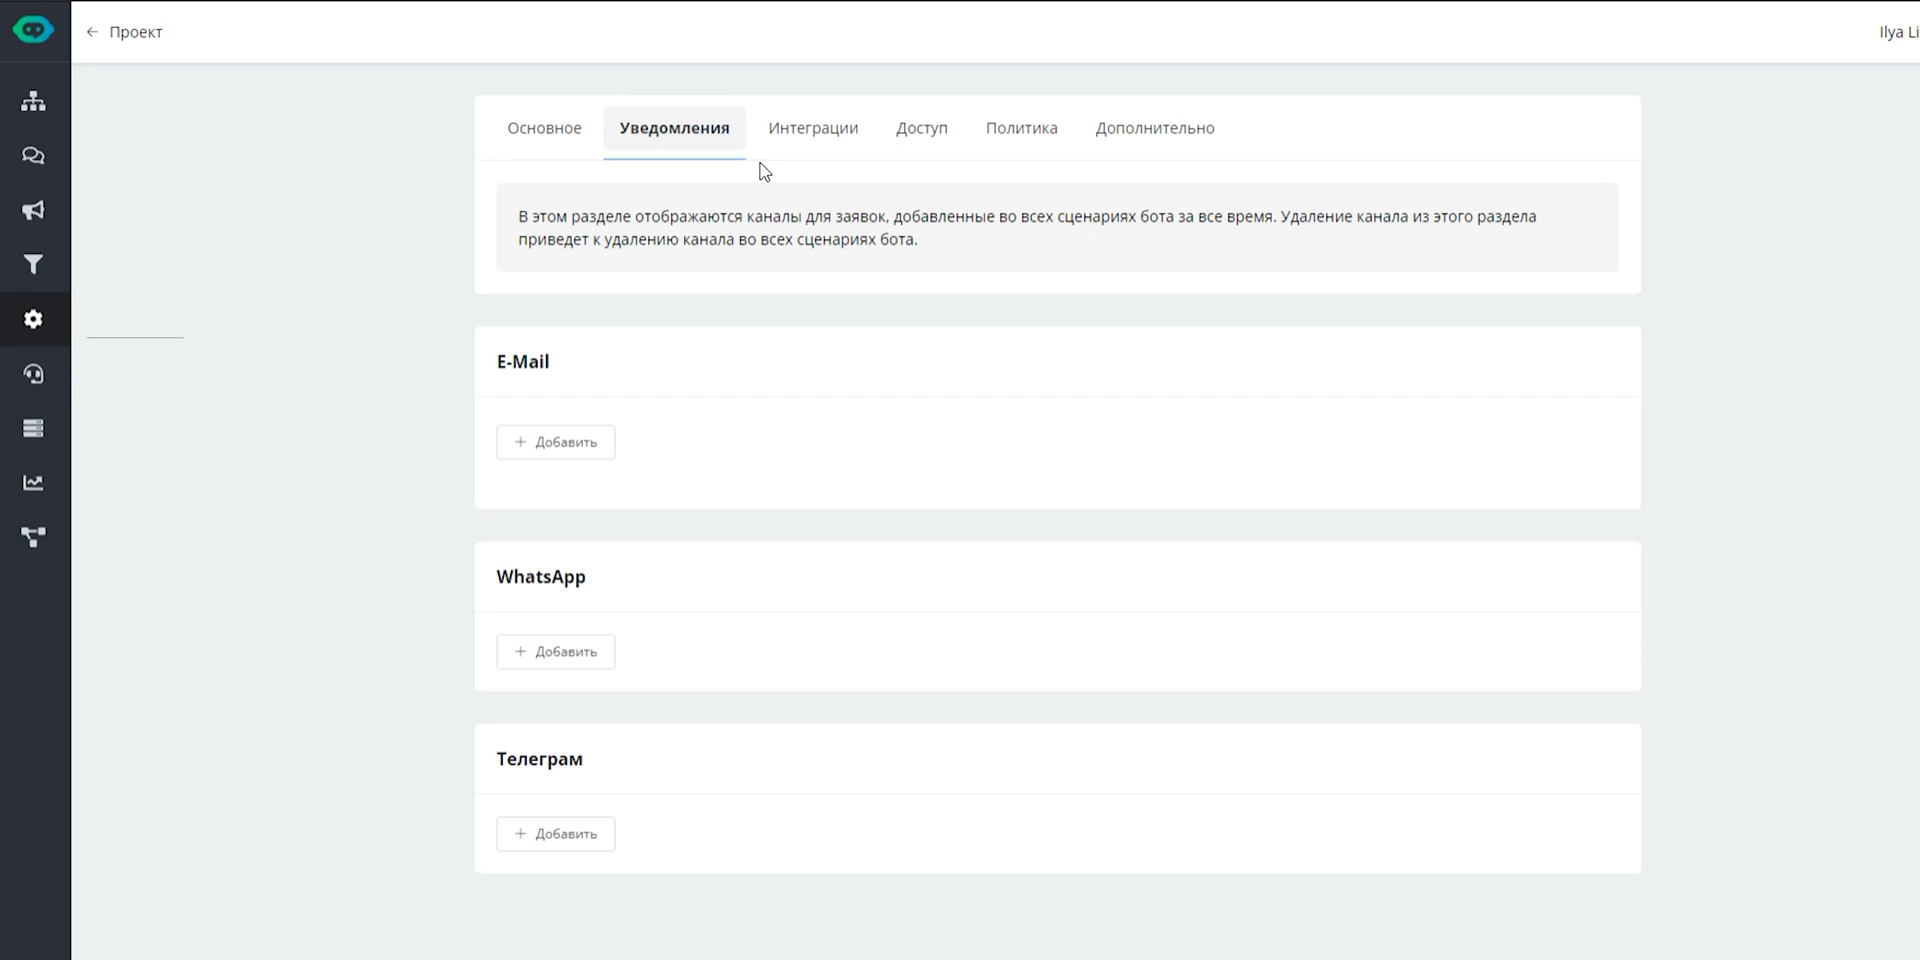 Проект
Ilya Li
Основное Уведомления Интеграции Доступ Политика Дополнительно
В этом разделе отображаются каналы для заявок, добавленные во всех сценариях бота за все время. Удаление канала из этого раздела
приведет к удалению канала во всех сценариях бота.
E-Mail
Добавить
WhatsApp
Добавить
Телеграм
Добавить